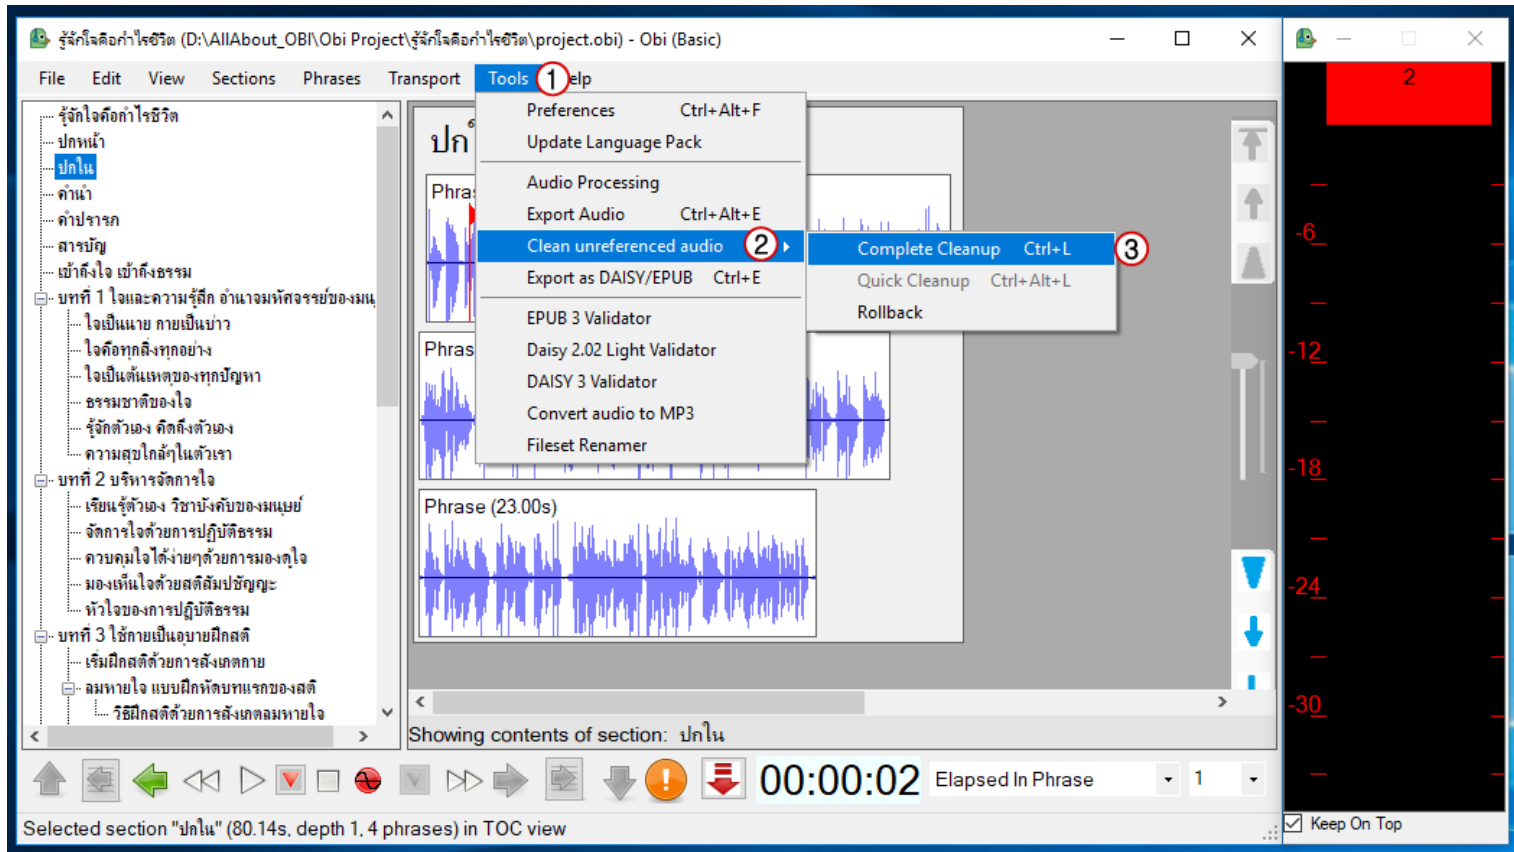 รู้จักใจคือกำไรชีวิต (D:\AllAbout_OBI\Obi Project\รู้จักใจคือกำไรชีวิต\project.obi) - Obi (Basic)
File Edit View Sections Phrases Transport Tools 1 elp
รู้จักใจคือกำไรชีวิต
ปกหน้า
ปกใน
คำนำ
คำปรารภ
สารบัญ
เข้าถึงใจ เข้าถึงธรรม
บทที่ 1 ใจและความรู้สึก อำนาจมหัศจรรย์ของมนุ
ใจเป็นนาย กายเป็นบ่าว
ใจคือทุกสิ่งทุกอย่าง
ใจเป็นต้นเหตุของทุกปัญหา
ธรรมชาติของใจ
รู้จักตัวเอง คิดถึงตัวเอง
ความสุขใกล้ๆในตัวเรา
บทที่ 2 บริหารจัดการใจ
เรียนรู้ตัวเอง วิชาบังคับของมนุษย์
จัดการใจด้วยการปฏิบัติธรรม
ควบคุมใจได้ง่ายๆด้วยการมองดูใจ
มองเห็นใจด้วยสติสัมปชัญญะ
หัวใจของการปฏิบัติธรรม
บทที่ 3 ใช้กายเป็นอุบายฝึกสติ
เริ่มฝึกสติด้วยการสังเกตกาย
ลมหายใจ แบบฝึกหัดบทแรกของสติ
วิธีฝึกสติด้วยการสังเกตลมหายใจ
ปกใ
Phras
Phras
Phrase (23.00s)
Preferences Ctrl+Alt+F
Update Language Pack
Audio Processing
Export Audio Ctrl+Alt+E
Clean unreferenced audio 2
Export as DAISY/EPUB Ctrl+E
EPUB 3 Validator
Daisy 2.02 Light Validator
DAISY 3 Validator
Convert audio to MP3
Fileset Renamer
Complete Cleanup Ctrl+L 3
Quick Cleanup Ctrl+Alt+L
Rollback
Showing contents of section: ปกใน
00:00:02 Elapsed In Phrase 1
Selected section "ปกใน" (80.14s, depth 1, 4 phrases) in TOC view
2
-6
-12
-18
-24
-30
Keep On Top